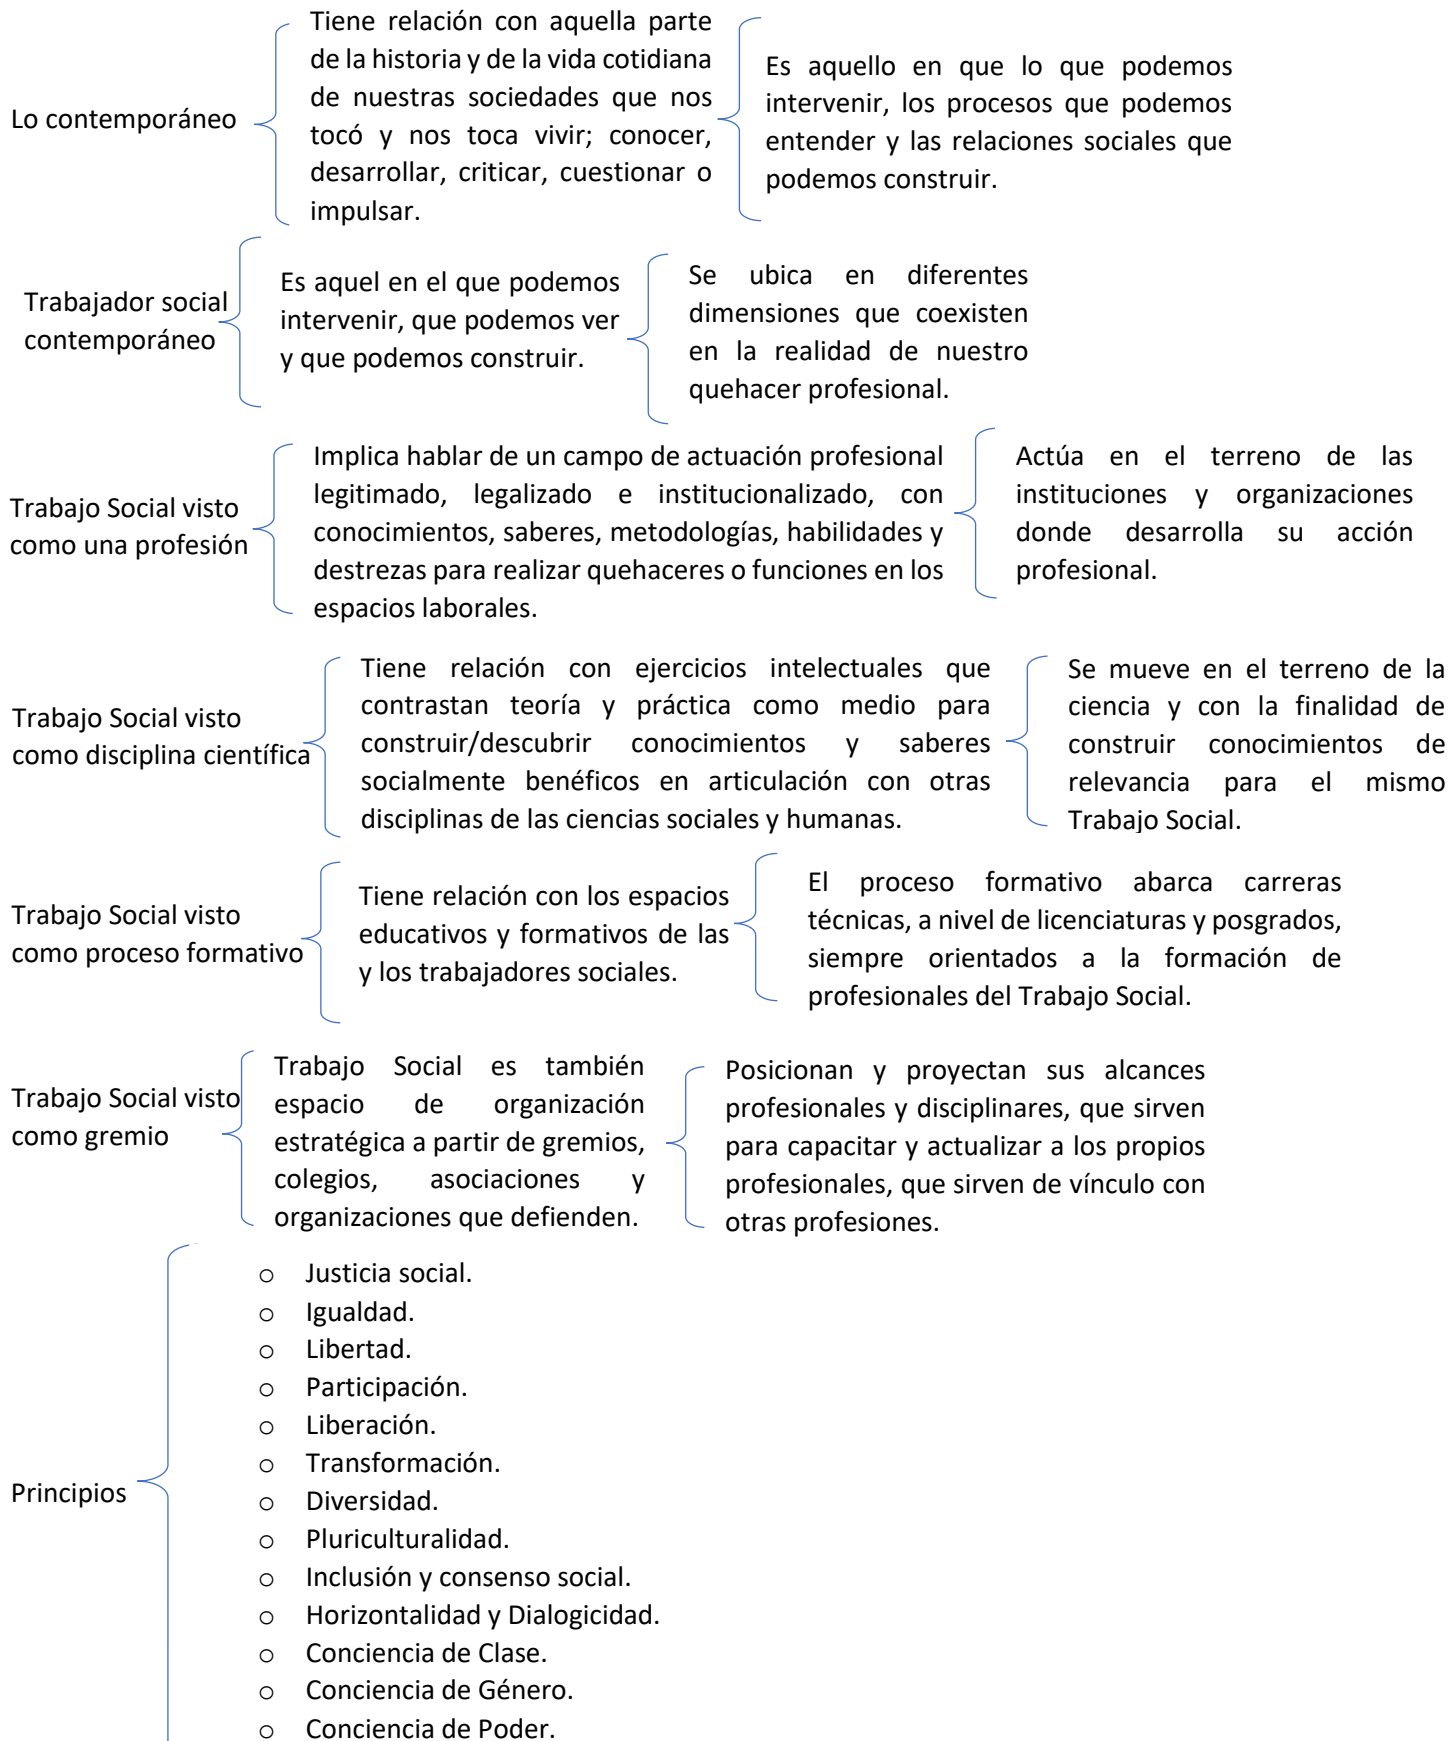 Lo contemporáneo
Tiene relación con aquella parte
de la historia y de la vida cotidiana
de nuestras sociedades que nos
tocó y nos toca vivir; conocer,
desarrollar, criticar, cuestionar o
impulsar.
Es aquello en que lo que podemos
intervenir, los procesos que podemos
entender y las relaciones sociales que
podemos construir.
Trabajador social
contemporáneo
Es aquel en el que podemos
intervenir, que podemos ver
y que podemos construir.
Se ubica en diferentes
dimensiones que coexisten
en la realidad de nuestro
quehacer profesional.
Trabajo Social visto
como una profesión
Implica hablar de un campo de actuación profesional
legitimado, legalizado e institucionalizado, con
conocimientos, saberes, metodologías, habilidades y
destrezas para realizar quehaceres o funciones en los
espacios laborales.
Actúa en el terreno de las
instituciones y organizaciones
donde desarrolla su acción
profesional.
Trabajo Social visto
como disciplina científica
Tiene relación con ejercicios intelectuales que
contrastan teoría y práctica como medio para
construir/descubrir conocimientos y saberes
socialmente benéficos en articulación con otras
disciplinas de las ciencias sociales y humanas.
Se mueve en el terreno de la
ciencia y con la finalidad de
construir conocimientos de
relevancia para el mismo
Trabajo Social.
Trabajo Social visto
como proceso formativo
Tiene relación con los espacios
educativos y formativos de las
y los trabajadores sociales.
El proceso formativo abarca carreras
técnicas, a nivel de licenciaturas y posgrados,
siempre orientados a la formación de
profesionales del Trabajo Social.
Trabajo Social visto
como gremio
Trabajo Social es también
espacio de organización
estratégica a partir de gremios,
colegios, asociaciones y
organizaciones que defienden.
Posicionan y proyectan sus alcances
profesionales y disciplinares, que sirven
para capacitar y actualizar a los propios
profesionales, que sirven de vínculo con
otras profesiones.
Principios
o Justicia social.
o Igualdad.
o Libertad.
o Participación.
o Liberación.
o Transformación.
o Diversidad.
o Pluriculturalidad.
o Inclusión y consenso social.
o Horizontalidad y Dialogicidad.
o Conciencia de Clase.
o Conciencia de Género.
o Conciencia de Poder.